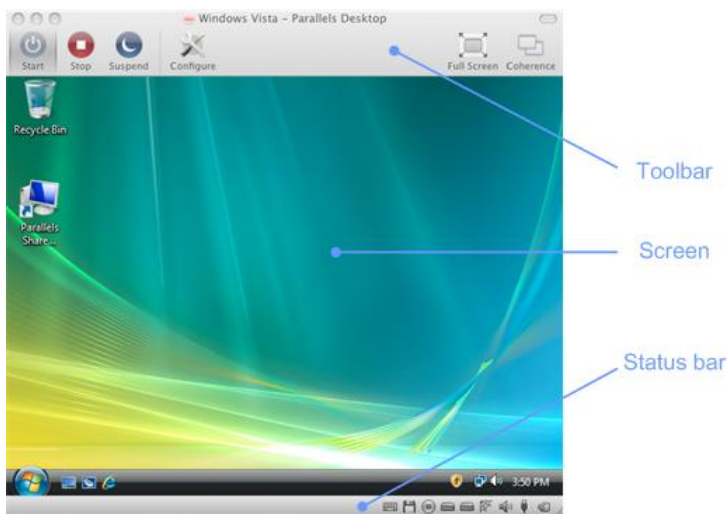 Windows Vista - Parallels Desktop
Start Stop Suspend Configure Full Screen Coherence
Recycle Bin
Toolbar
Parallels
Share...
Screen
Status bar
3:50 PM